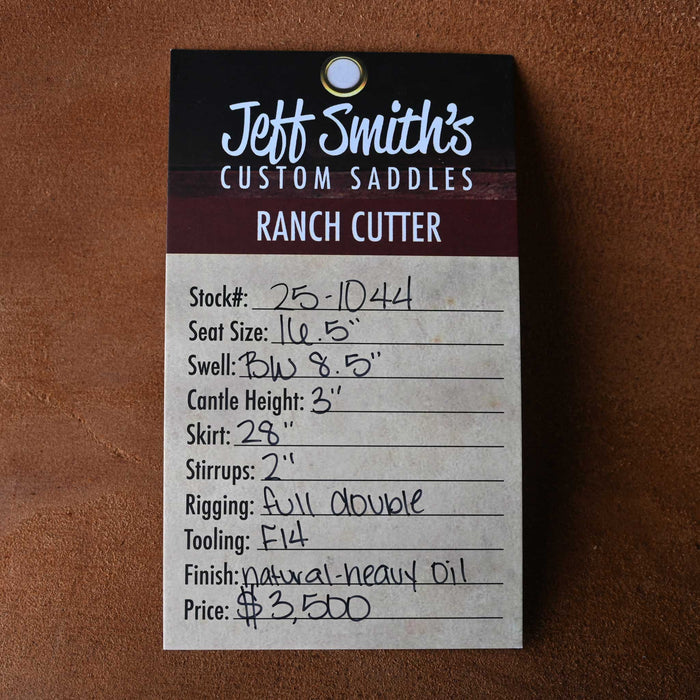 Jeff Smith's
CUSTOM SADDLES
RANCH CUTTER
Stock#: 25-1044
Seat Size: 16.5"
Swell: BW 8.5"
Cantle Height: 3"
Skirt: 28"
Stirrups: 2"
Rigging: full double
Tooling: F14
Finish: natural-heavy oil
Price: $3,500